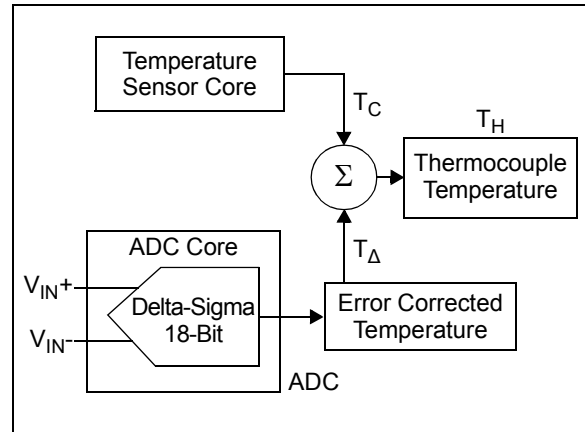 Temperature
Sensor Core
T_C
T_H
Σ
Thermocouple
Temperature
ADC Core
T_Δ
V_IN+
Delta-Sigma
18-Bit
V_IN-
Error Corrected
Temperature
ADC